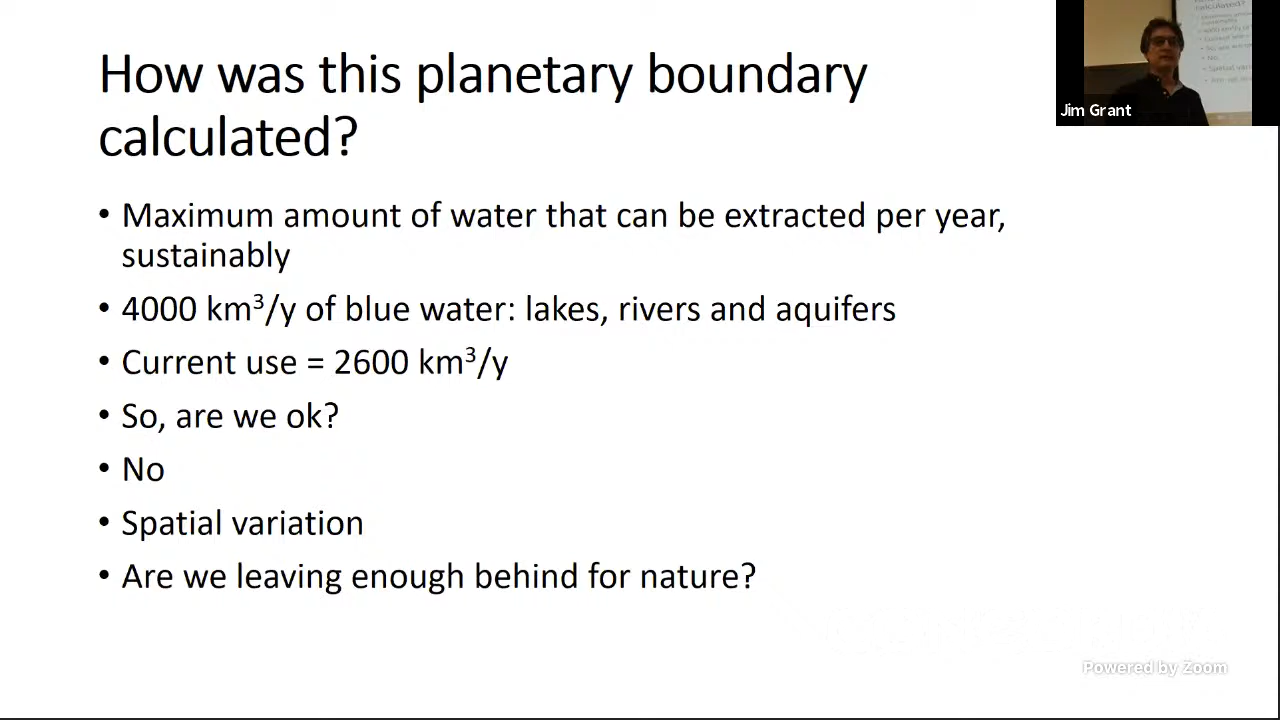 How was this planetary boundary
calculated?
• Maximum amount of water that can be extracted per year,
sustainably
• 4000 km³/y of blue water: lakes, rivers and aquifers
• Current use = 2600 km³/y
• So, are we ok?
• No
• Spatial variation
• Are we leaving enough behind for nature?
Jim Grant
Powered by Zoom